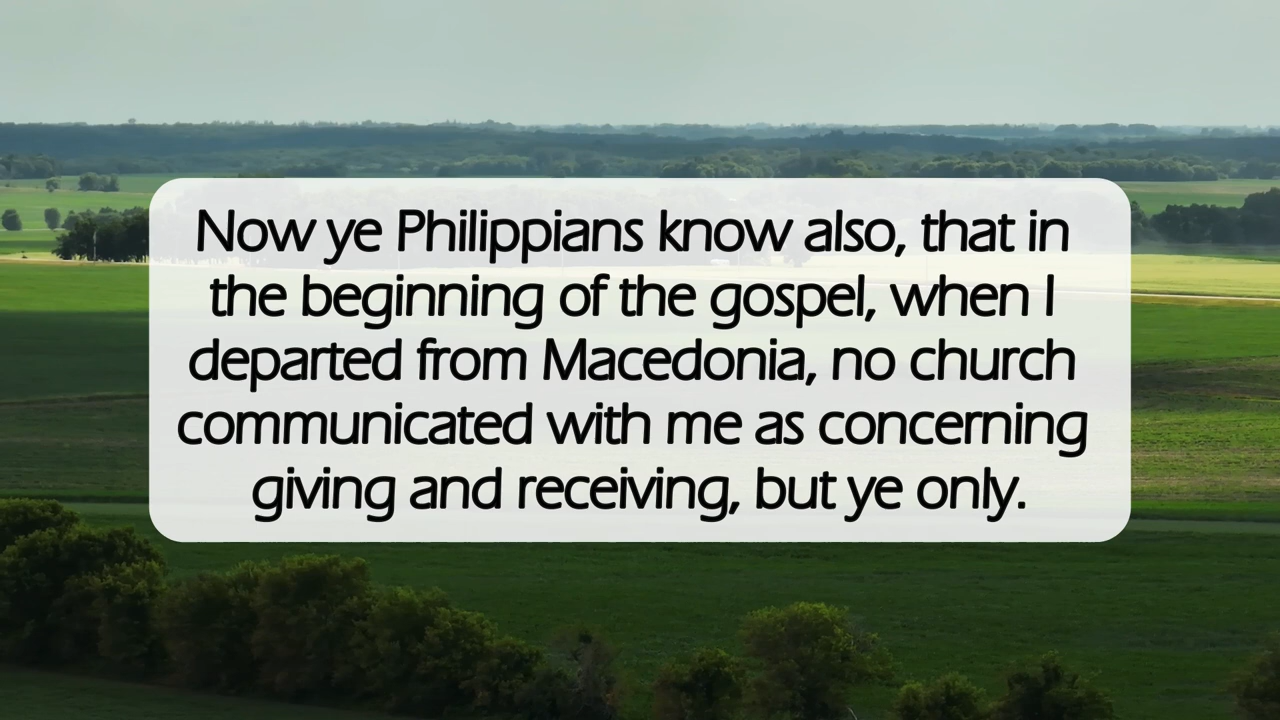 Now ye Philippians know also, that in
the beginning of the gospel, when I
departed from Macedonia, no church
communicated with me as concerning
giving and receiving, but ye only.